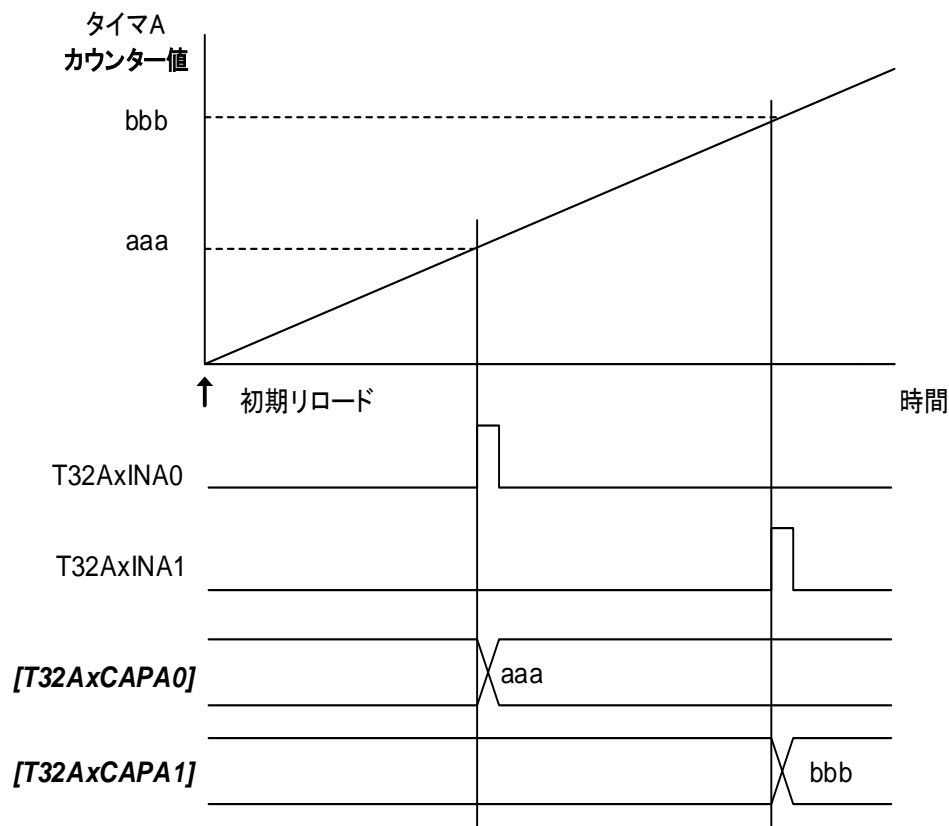 タイマA
カウンター値
bbb
aaa
初期リロード
時間
T32AxINA0
T32AxINA1
[T32AxCAPA0]
aaa
[T32AxCAPA1]
bbb